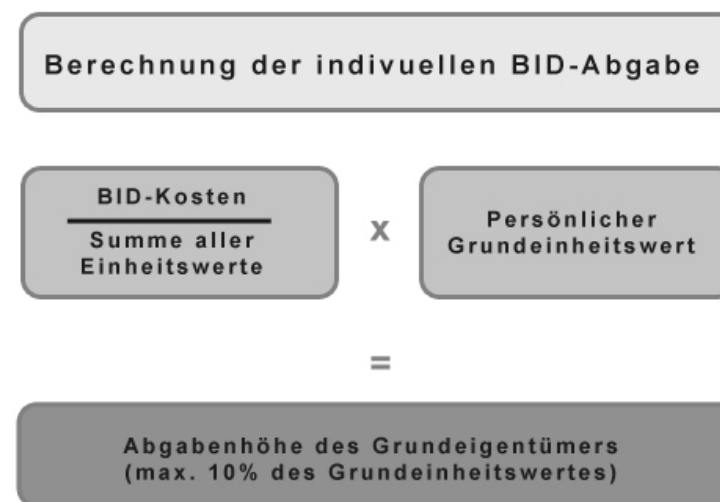 Berechnung der indivuellen BID-Abgabe
BID-Kosten
Summe aller
Einheitswerte
x
Persönlicher
Grundeinheitswert
=
Abgabenhöhe des Grundeigentümers
(max. 10% des Grundeinheitswertes)